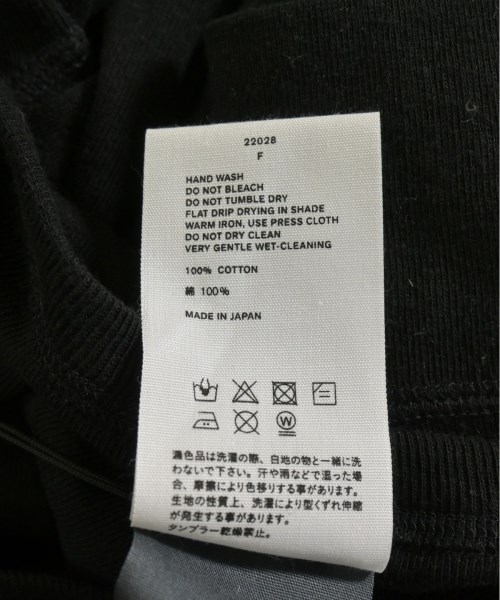 22028
F
HAND WASH
DO NOT BLEACH
DO NOT TUMBLE DRY
FLAT DRIP DRYING IN SHADE
WARM IRON, USE PRESS CLOTH
DO NOT DRY CLEAN
VERY GENTLE WET-CLEANING
100% COTTON
綿 100%
MADE IN JAPAN
W
濃色品は洗濯の際、白地の物と一緒に洗
わないで下さい。汗や雨などで湿った場
合、摩擦により色移りする事があります。
生地の性質上、洗濯により型くずれ伸縮
が発生する事があります。
タンブラー乾燥禁止。